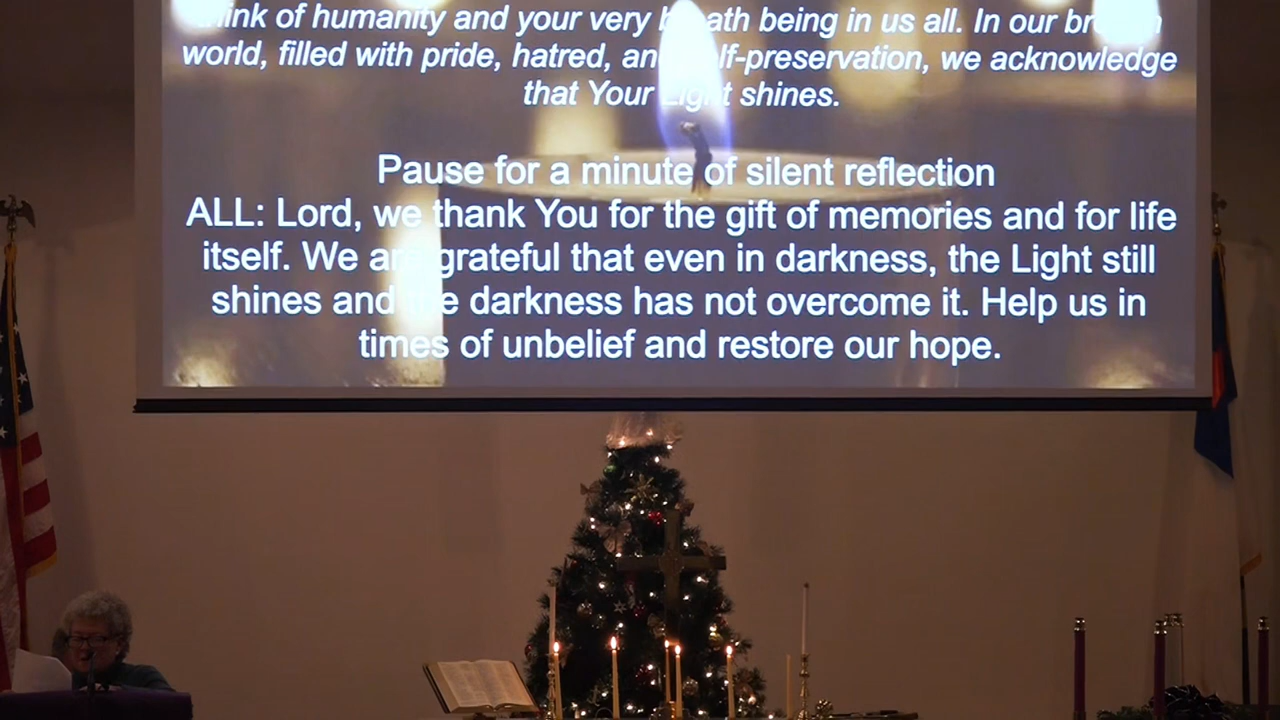 think of humanity and your very breath being in us all. In our broken
world, filled with pride, hatred, and self-preservation, we acknowledge
that Your Light shines.
Pause for a minute of silent reflection
ALL: Lord, we thank You for the gift of memories and for life
itself. We are grateful that even in darkness, the Light still
shines and the darkness has not overcome it. Help us in
times of unbelief and restore our hope.